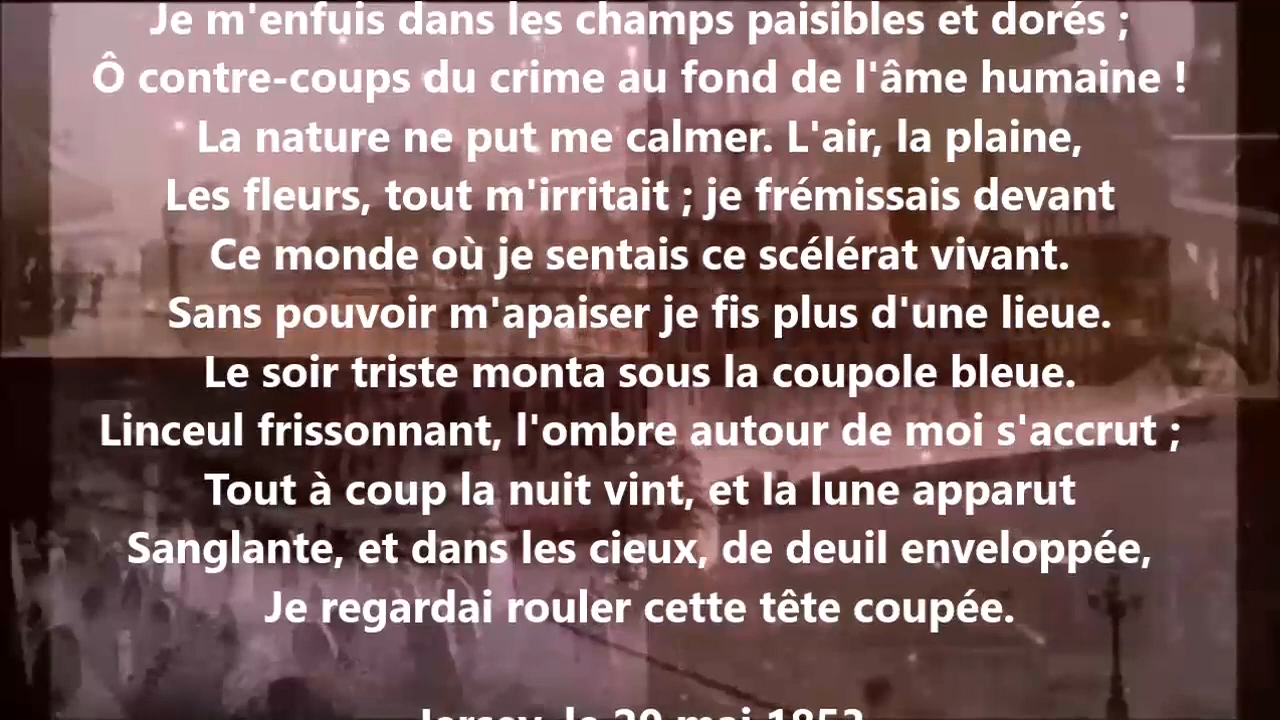 Je m'enfuis dans les champs paisibles et dorés ;
Ô contre-coups du crime au fond de l'âme humaine !
La nature ne put me calmer. L'air, la plaine,
Les fleurs, tout m'irritait ; je frémissais devant
Ce monde où je sentais ce scélérat vivant.
Sans pouvoir m'apaiser je fis plus d'une lieue.
Le soir triste monta sous la coupole bleue.
Linceul frissonnant, l'ombre autour de moi s'accrut ;
Tout à coup la nuit vint, et la lune apparut
Sanglante, et dans les cieux, de deuil enveloppée,
Je regardai rouler cette tête coupée.
Jersey, le 20 mai 1853